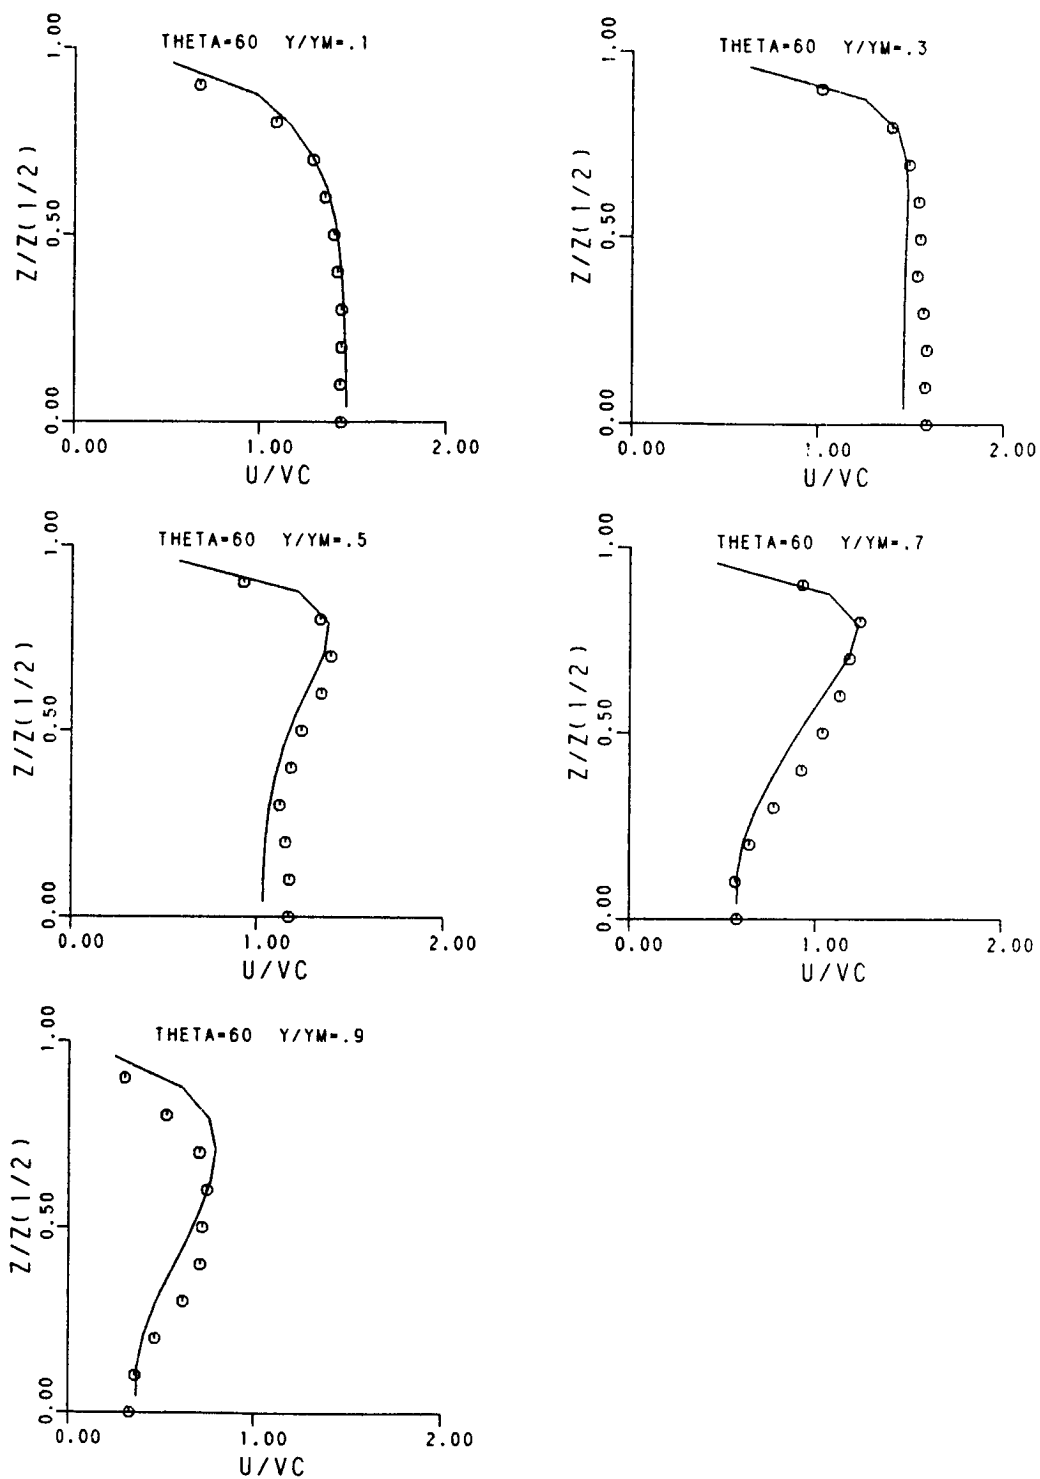 THETA=60 Y/YM=.1
1.00
0.50
0.00
Z/Z(1/2)
0.00 1.00 2.00
U/VC
THETA=60 Y/YM=.3
1.00
0.50
0.00
Z/Z(1/2)
0.00 1.00 2.00
U/VC
THETA=60 Y/YM=.5
1.00
0.50
0.00
Z/Z(1/2)
0.00 1.00 2.00
U/VC
THETA=60 Y/YM=.7
1.00
0.50
0.00
Z/Z(1/2)
0.00 1.00 2.00
U/VC
THETA=60 Y/YM=.9
1.00
0.50
0.00
Z/Z(1/2)
0.00 1.00 2.00
U/VC